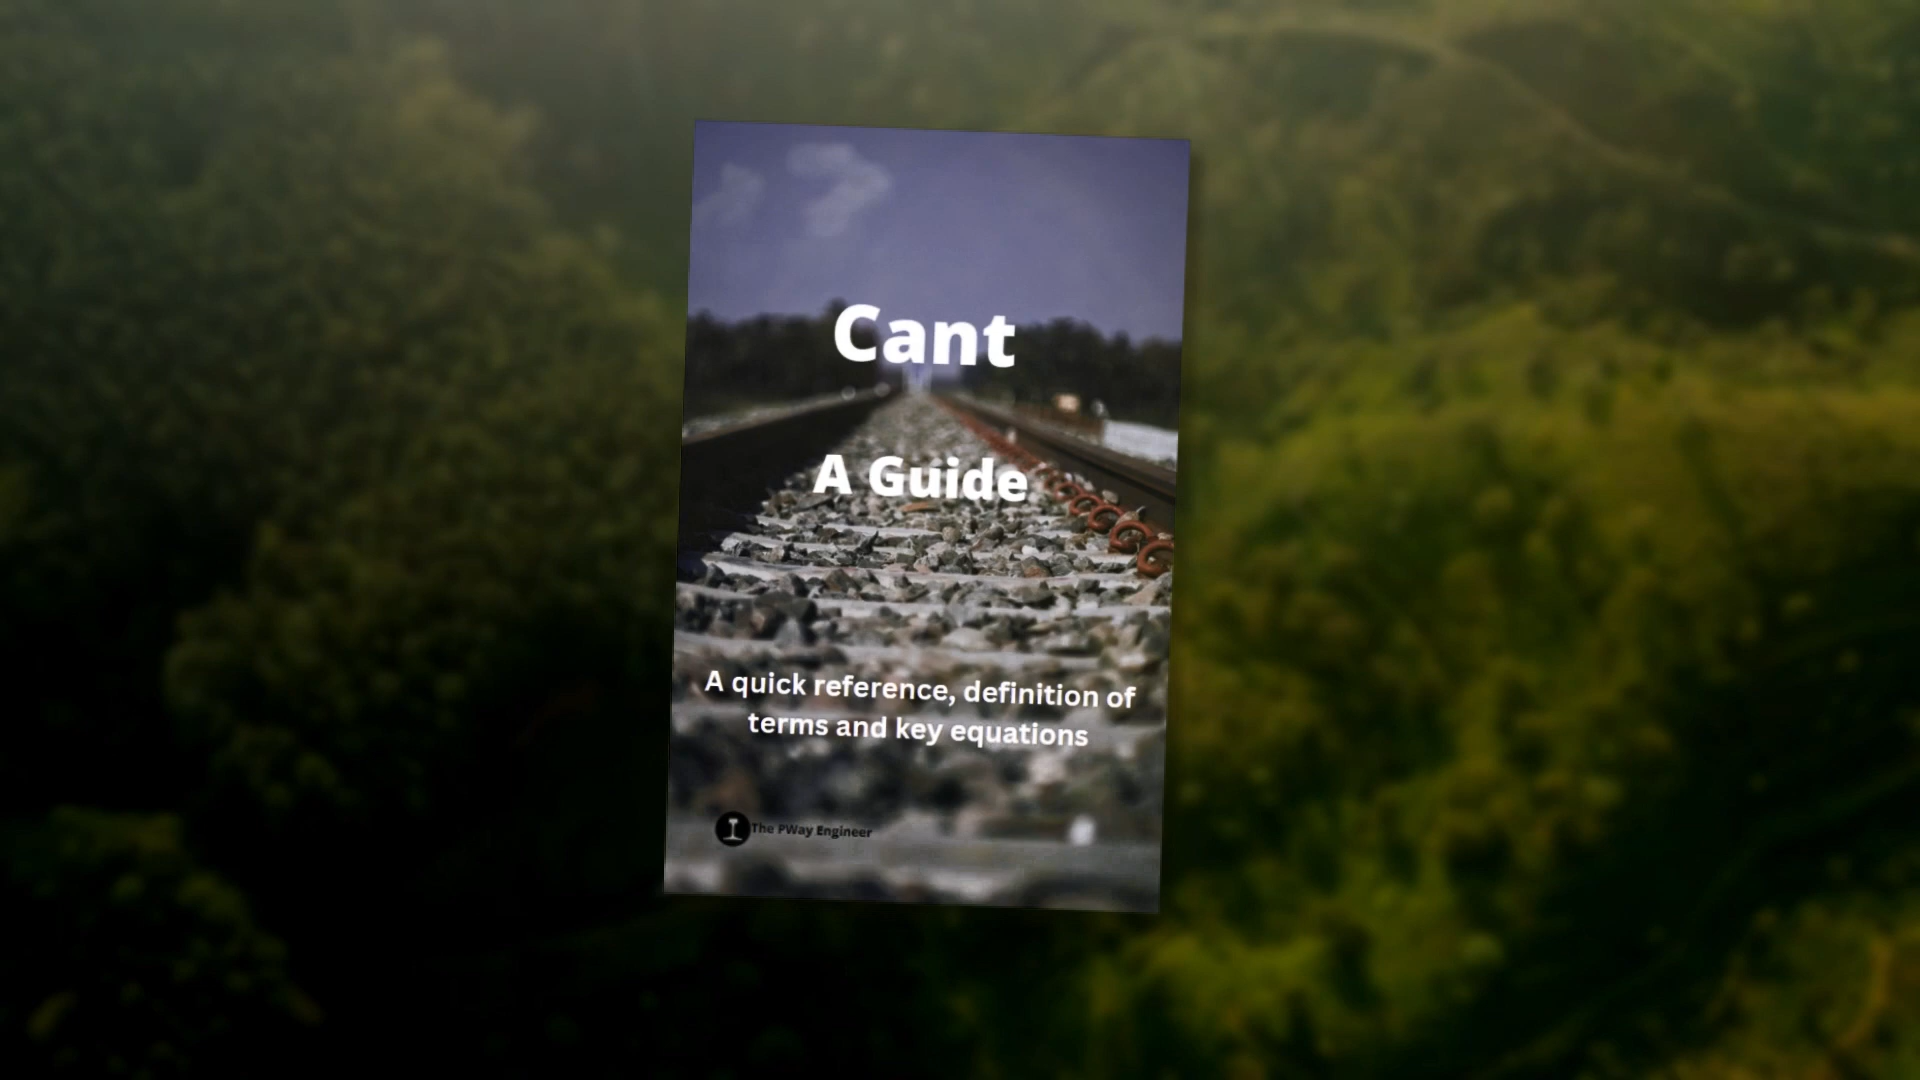 Cant
A Guide
A quick reference, definition of
terms and key equations
The PWay Engineer